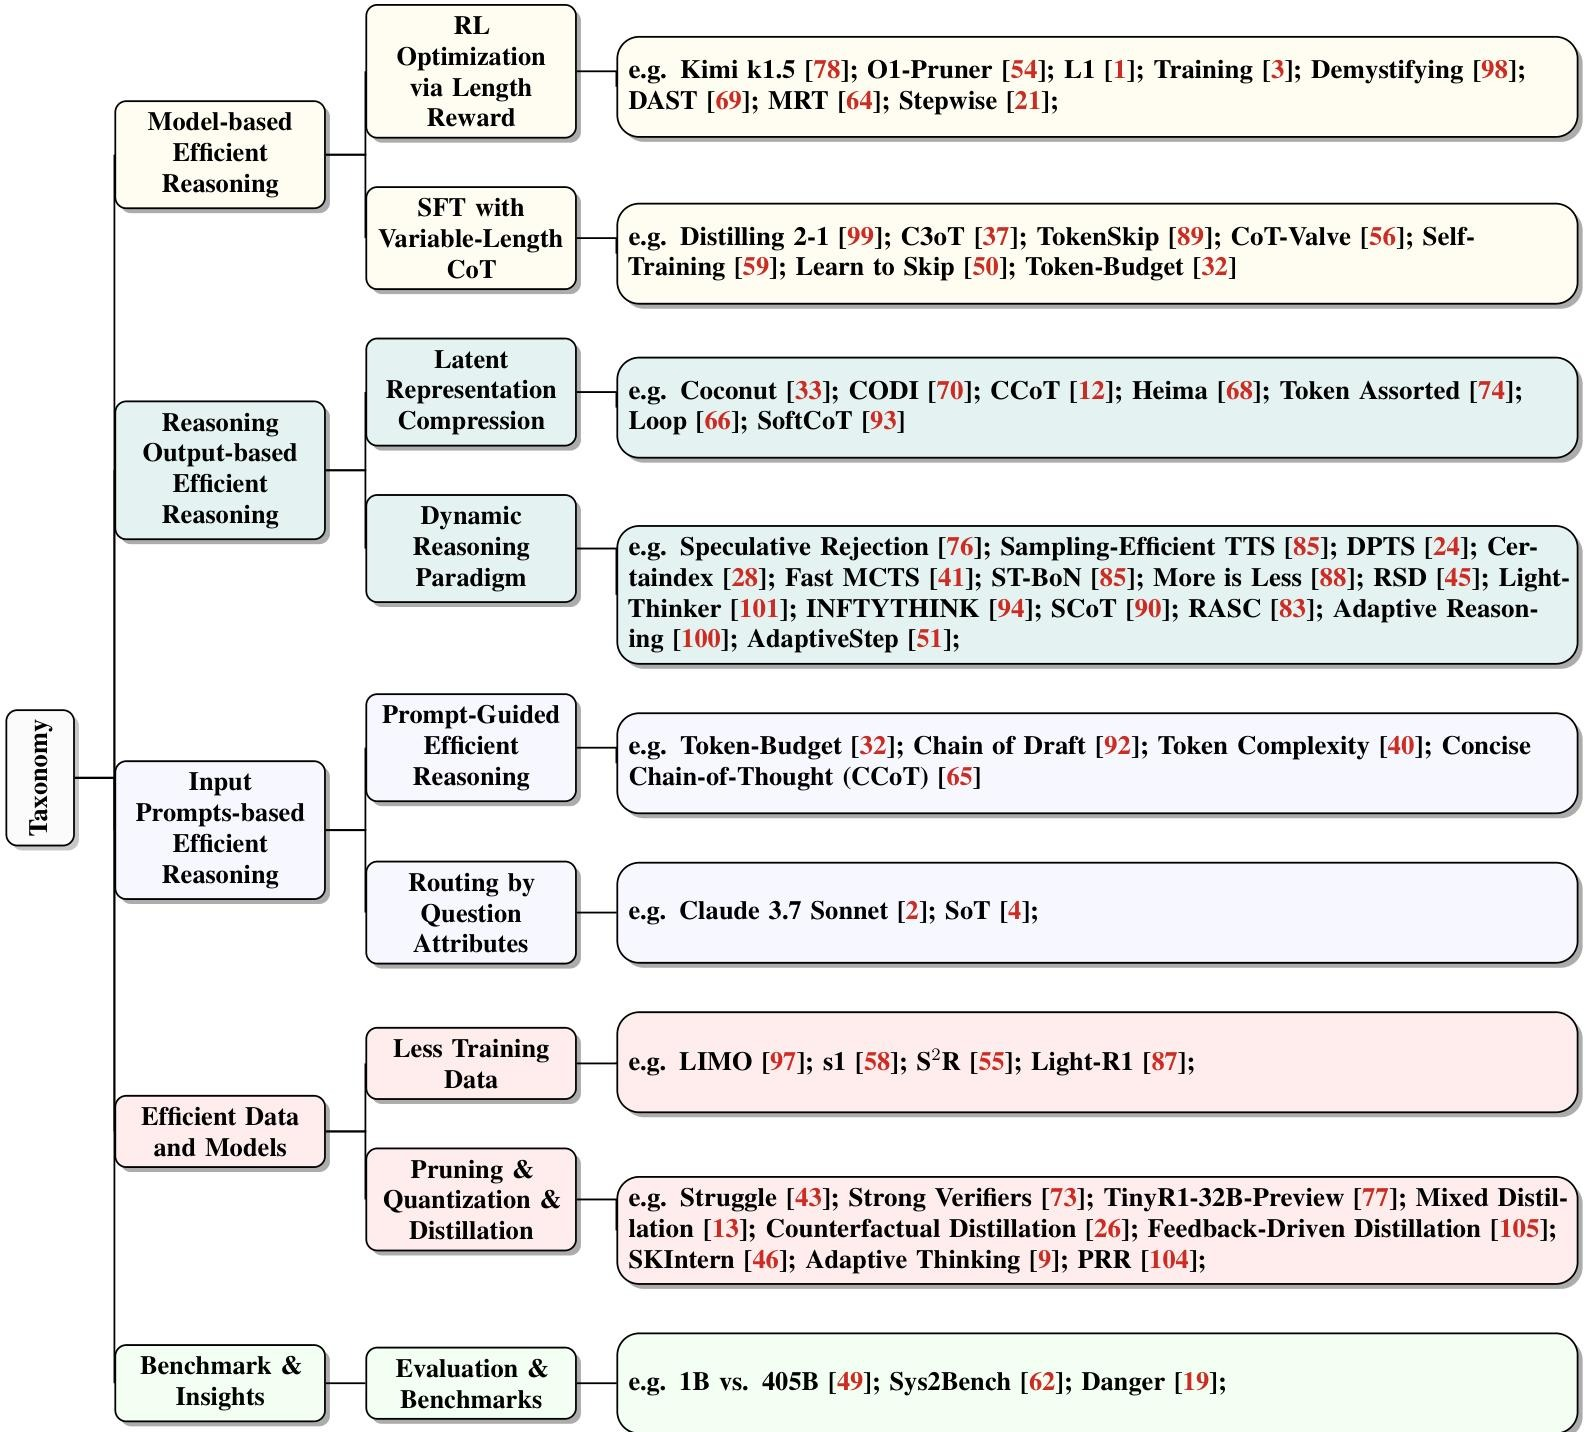 Taxonomy
Model-based
Efficient
Reasoning
RL
Optimization
via Length
Reward
e.g. Kimi k1.5 [78]; O1-Pruner [54]; L1 [1]; Training [3]; Demystifying [98];
DAST [69]; MRT [64]; Stepwise [21];
SFT with
Variable-Length
CoT
e.g. Distilling 2-1 [99]; C3oT [37]; TokenSkip [89]; CoT-Valve [56]; Self-
Training [59]; Learn to Skip [50]; Token-Budget [32]
Reasoning
Output-based
Efficient
Reasoning
Latent
Representation
Compression
e.g. Coconut [33]; CODI [70]; CCoT [12]; Heima [68]; Token Assorted [74];
Loop [66]; SoftCoT [93]
Dynamic
Reasoning
Paradigm
e.g. Speculative Rejection [76]; Sampling-Efficient TTS [85]; DPTS [24]; Cer-
taindex [28]; Fast MCTS [41]; ST-BoN [85]; More is Less [88]; RSD [45]; Light-
Thinker [101]; INFTYTHINK [94]; SCoT [90]; RASC [83]; Adaptive Reason-
ing [100]; AdaptiveStep [51];
Input
Prompts-based
Efficient
Reasoning
Prompt-Guided
Efficient
Reasoning
e.g. Token-Budget [32]; Chain of Draft [92]; Token Complexity [40]; Concise
Chain-of-Thought (CCoT) [65]
Routing by
Question
Attributes
e.g. Claude 3.7 Sonnet [2]; SoT [4];
Efficient Data
and Models
Less Training
Data
e.g. LIMO [97]; s1 [58]; S²R [55]; Light-R1 [87];
Pruning &
Quantization &
Distillation
e.g. Struggle [43]; Strong Verifiers [73]; TinyR1-32B-Preview [77]; Mixed Distil-
lation [13]; Counterfactual Distillation [26]; Feedback-Driven Distillation [105];
SKIntern [46]; Adaptive Thinking [9]; PRR [104];
Benchmark &
Insights
Evaluation &
Benchmarks
e.g. 1B vs. 405B [49]; Sys2Bench [62]; Danger [19];